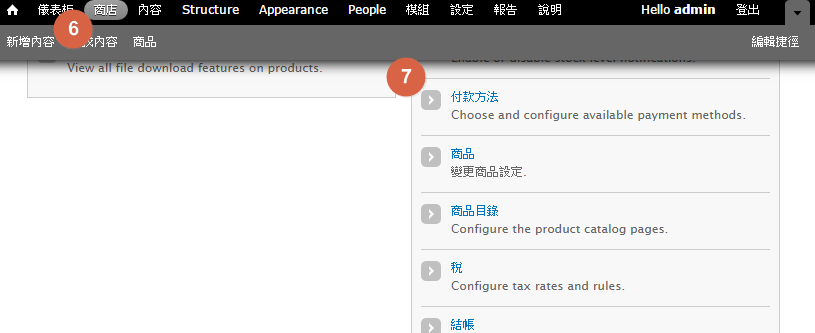 儀表板 商店 內容 Structure Appearance People 模組 設定 報告 說明 Hello admin 登出
6
新增內容 內容 商品 編輯捷徑
View all file download features on products.
7
Enable or disable stock level notifications.
付款方法
Choose and configure available payment methods.
商品
變更商品設定.
商品目錄
Configure the product catalog pages.
稅
Configure tax rates and rules.
結帳